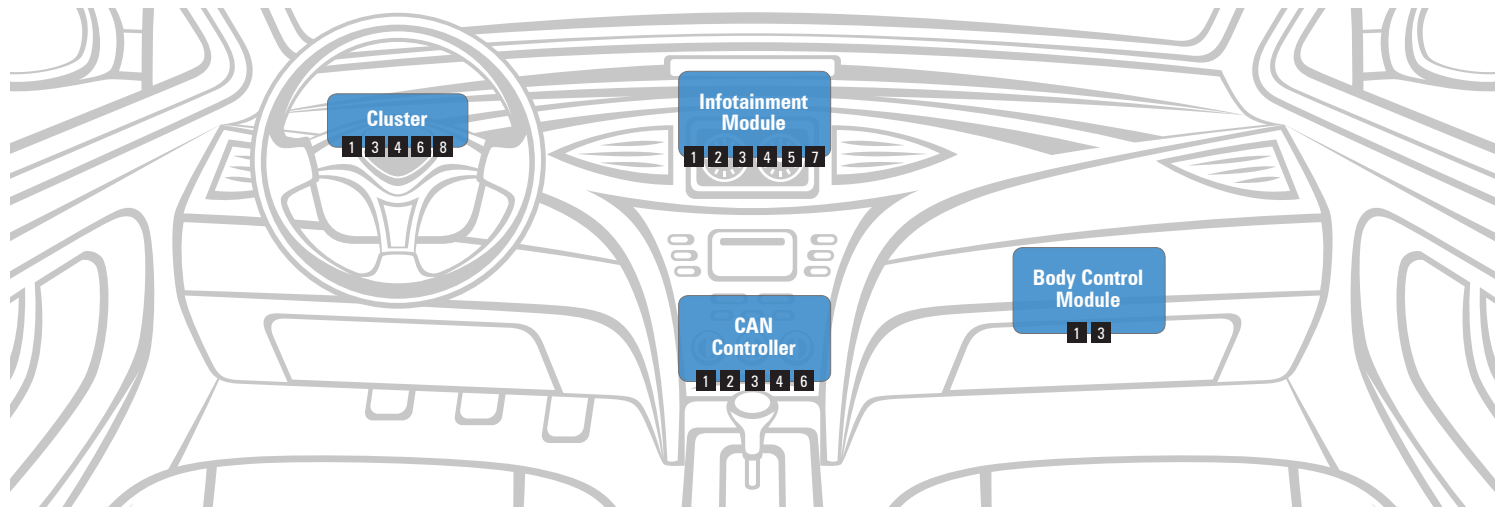 Cluster
1 3 4 6 8
Infotainment
Module
1 2 3 4 5 7
Body Control
Module
1 3
CAN
Controller
1 2 3 4 6